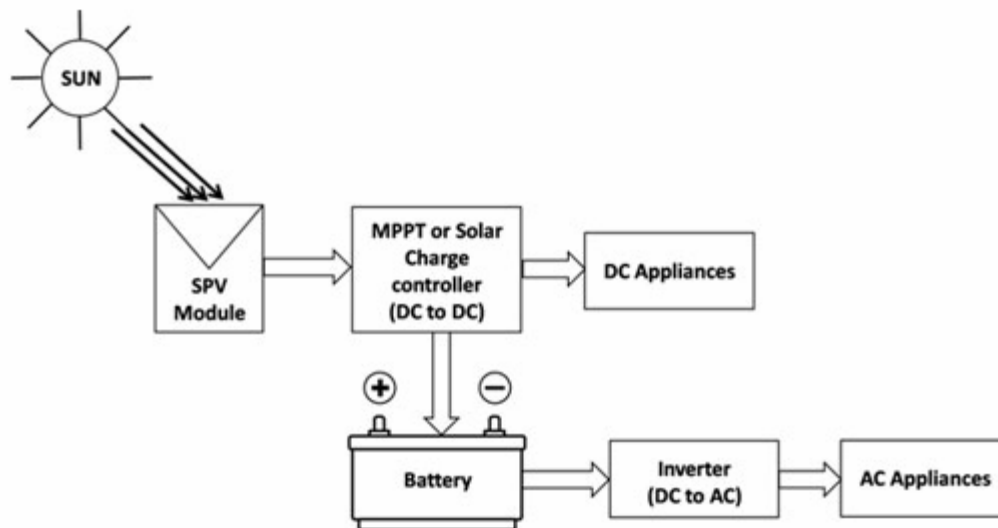 SUN
SPV
Module
MPPT or Solar
Charge
controller
(DC to DC)
DC Appliances
+
−
Battery
Inverter
(DC to AC)
AC Appliances